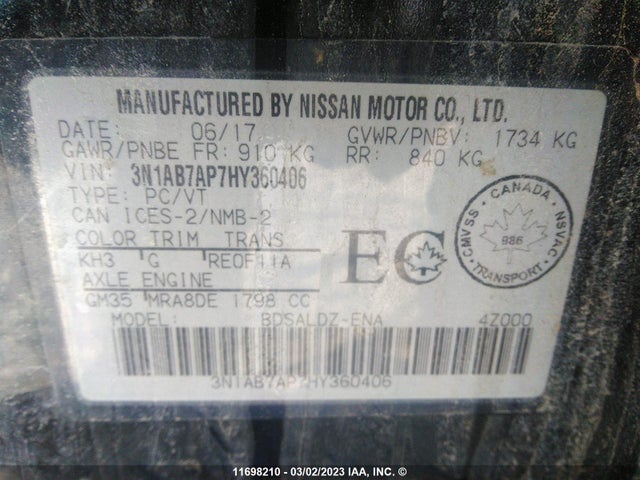 MANUFACTURED BY NISSAN MOTOR CO., LTD.
DATE: 06/17 GVWR/PNBV: 1734 KG
GAWR/PNBE FR: 910 KG RR: 840 KG
VIN: 3N1AB7AP7HY360406
TYPE: PC/VT
CAN ICES-2/NMB-2
COLOR TRIM TRANS
KH3 G RE0F11A
AXLE ENGINE
GM35 MRA8DE 1798 CC
MODEL: BDSALDZ-ENA 4Z000
3N1AB7AP7HY360406
EC
CMVSS · CANADA · NSVAC
986
TRANSPORT
11698210 - 03/02/2023 IAA, Inc. ©